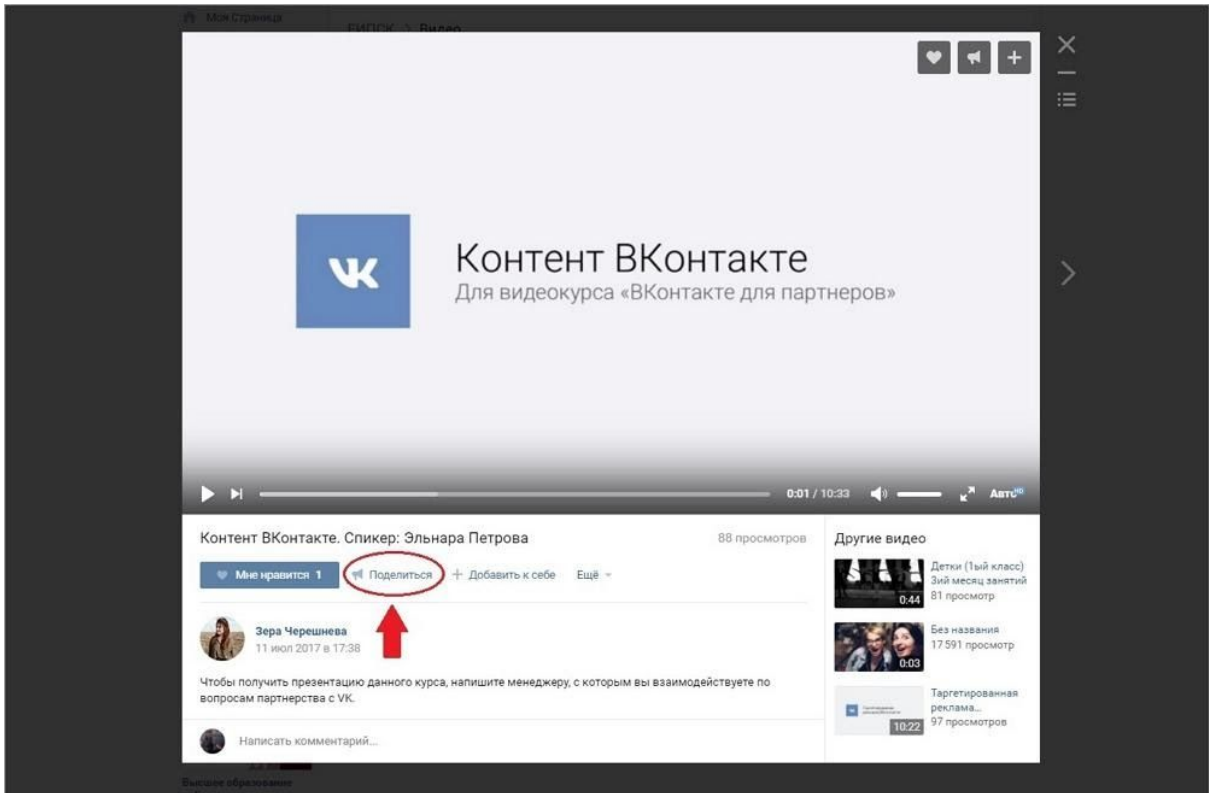 Моя Страница
ЕИПСК → Видео
Контент ВКонтакте
Для видеокурса «ВКонтакте для партнеров»
0:01 / 10:33
Авто HD
Контент ВКонтакте. Спикер: Эльнара Петрова
88 просмотров
Мне нравится 1
Поделиться
Добавить к себе
Ещё
Зера Черешнева
11 июл 2017 в 17:38
Чтобы получить презентацию данного курса, напишите менеджеру, с которым вы взаимодействуете по
вопросам партнерства с VK.
Написать комментарий...
Другие видео
0:44
Детки (1ый класс)
3ий месяц занятий
81 просмотр
0:03
Без названия
17 591 просмотр
10:22
Таргетированная
реклама...
97 просмотров
Высшее образование